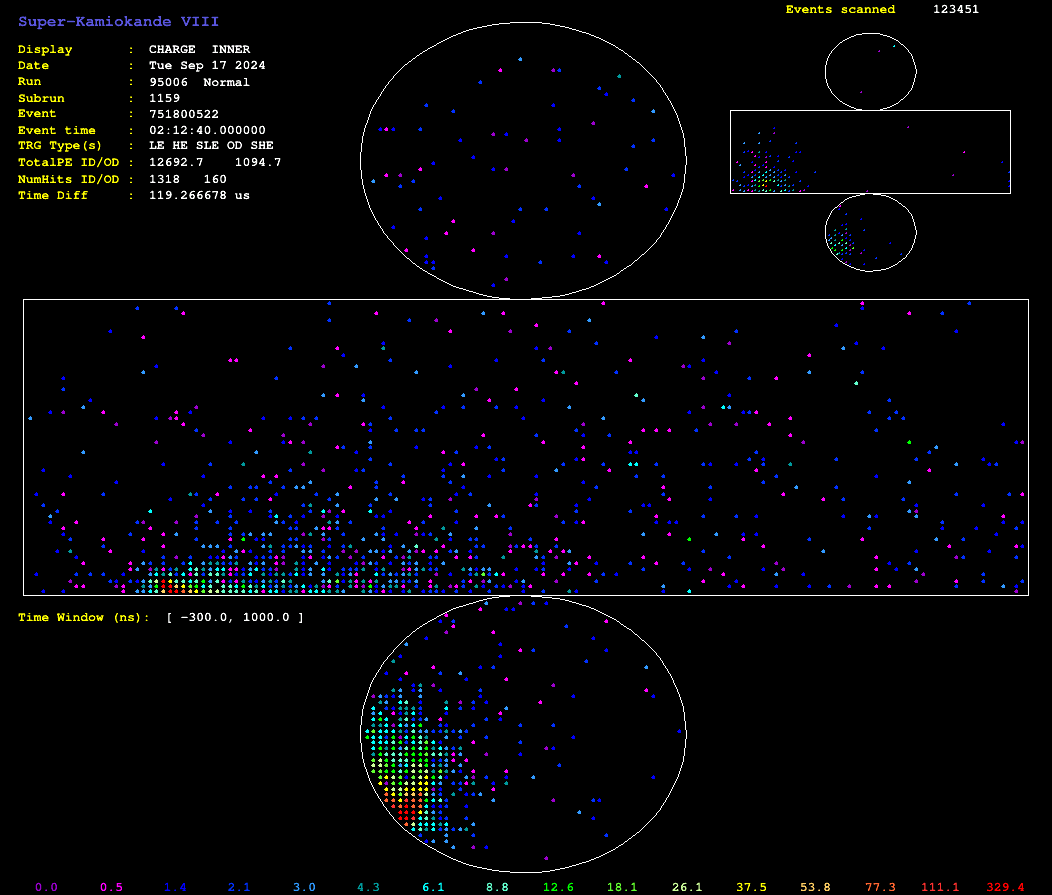 Super-Kamiokande VIII
Events scanned 123451
Display : CHARGE INNER
Date : Tue Sep 17 2024
Run : 95006 Normal
Subrun : 1159
Event : 751800522
Event time : 02:12:40.000000
TRG Type(s) : LE HE SLE OD SHE
TotalPE ID/OD : 12692.7 1094.7
NumHits ID/OD : 1318 160
Time Diff : 119.266678 us
Time Window (ns): [ -300.0, 1000.0 ]
0.0 0.5 1.4 2.1 3.0 4.3 6.1 8.8 12.6 18.1 26.1 37.5 53.8 77.3 111.1 329.4